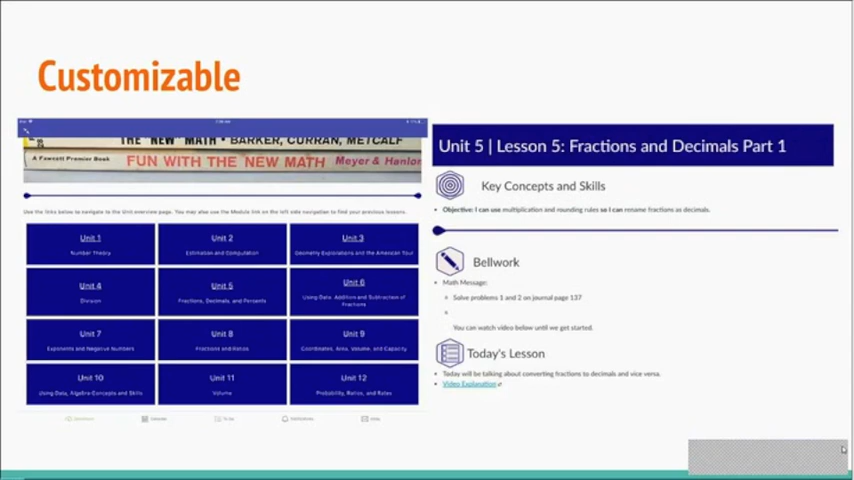 Customizable
THE "NEW" MATH • BARKER, CURRAN, METCALF
A Fawcett Premier Book FUN WITH THE NEW MATH Meyer & Hanlon
Use the links below to navigate to the Unit overview page. You may also use the Module link on the left side navigation to find your previous lessons.
Unit 1
Number Theory
Unit 2
Estimation and Computation
Unit 3
Geometry Explorations and the American Tour
Unit 4
Division
Unit 5
Fractions, Decimals, and Percents
Unit 6
Using Data: Addition and Subtraction of
Fractions
Unit 7
Exponents and Negative Numbers
Unit 8
Fractions and Ratios
Unit 9
Coordinates, Area, Volume, and Capacity
Unit 10
Using Data, Algebra Concepts and Skills
Unit 11
Volume
Unit 12
Probability, Ratios, and Rates
Unit 5 | Lesson 5: Fractions and Decimals Part 1
Key Concepts and Skills
Objective: I can use multiplication and rounding rules so I can rename fractions as decimals.
Bellwork
Math Message:
Solve problems 1 and 2 on journal page 137
You can watch video below until we get started.
Today's Lesson
Today will be talking about converting fractions to decimals and vice versa.
Video Explanation